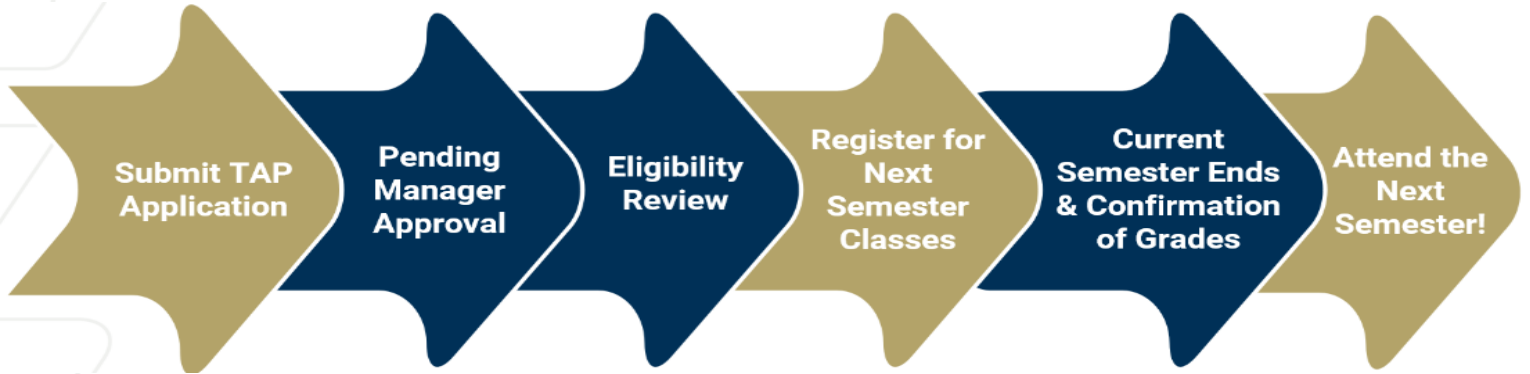 Submit TAP
Application
Pending
Manager
Approval
Eligibility
Review
Register for
Next
Semester
Classes
Current
Semester Ends
& Confirmation
of Grades
Attend the
Next
Semester!